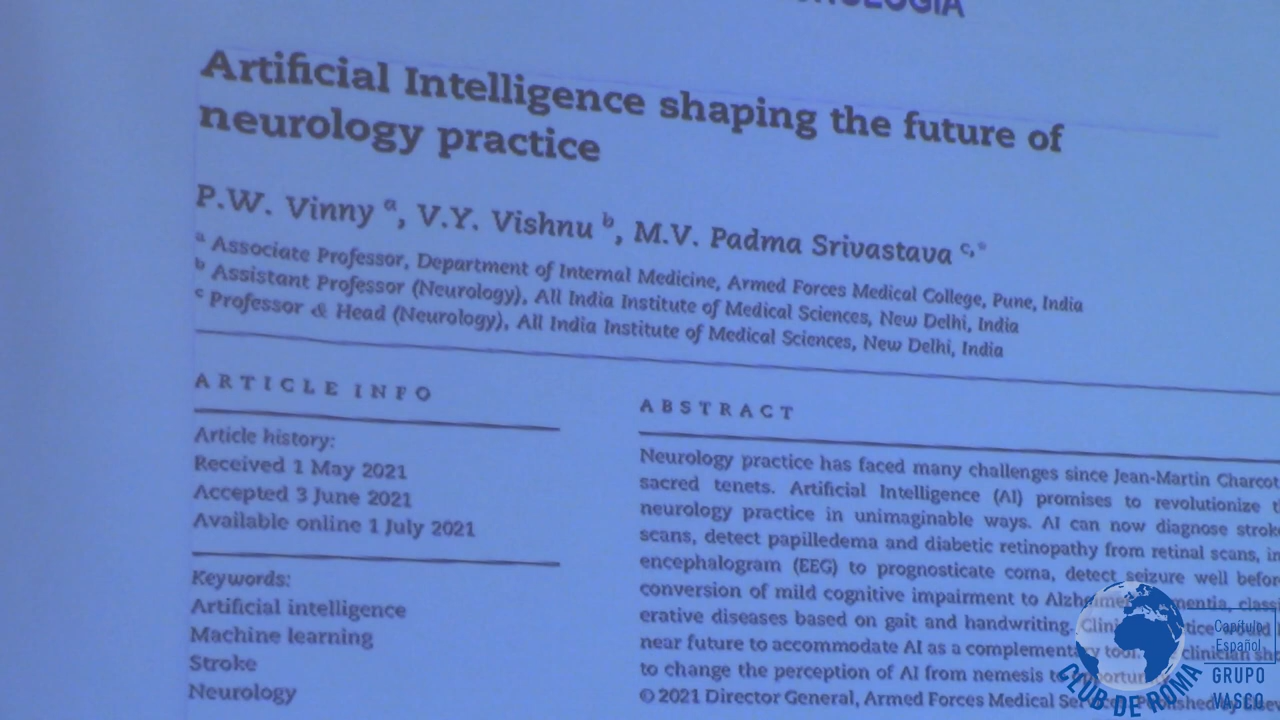 Artificial Intelligence shaping the future of
neurology practice
P.W. Vinny a, V.Y. Vishnu b, M.V. Padma Srivastava c,*
a Associate Professor, Department of Internal Medicine, Armed Forces Medical College, Pune, India
b Assistant Professor (Neurology), All India Institute of Medical Sciences, New Delhi, India
c Professor & Head (Neurology), All India Institute of Medical Sciences, New Delhi, India
ARTICLE INFO
Article history:
Received 1 May 2021
Accepted 3 June 2021
Available online 1 July 2021
Keywords:
Artificial intelligence
Machine learning
Stroke
Neurology
ABSTRACT
Neurology practice has faced many challenges since Jean-Martin Charcot
sacred tenets. Artificial Intelligence (AI) promises to revolutionize
neurology practice in unimaginable ways. AI can now diagnose
scans, detect papilledema and diabetic retinopathy from retinal scans,
encephalogram (EEG) to prognosticate coma, detect seizure well
conversion of mild cognitive impairment to
erative diseases based on gait and handwriting.
near future to accommodate AI as a complementary clinician
to change the perception of AI from nemesis to
© 2021 Director General, Armed Forces Medical
CLUB DE ROMA
Capítulo
Español
GRUPO
VASCO